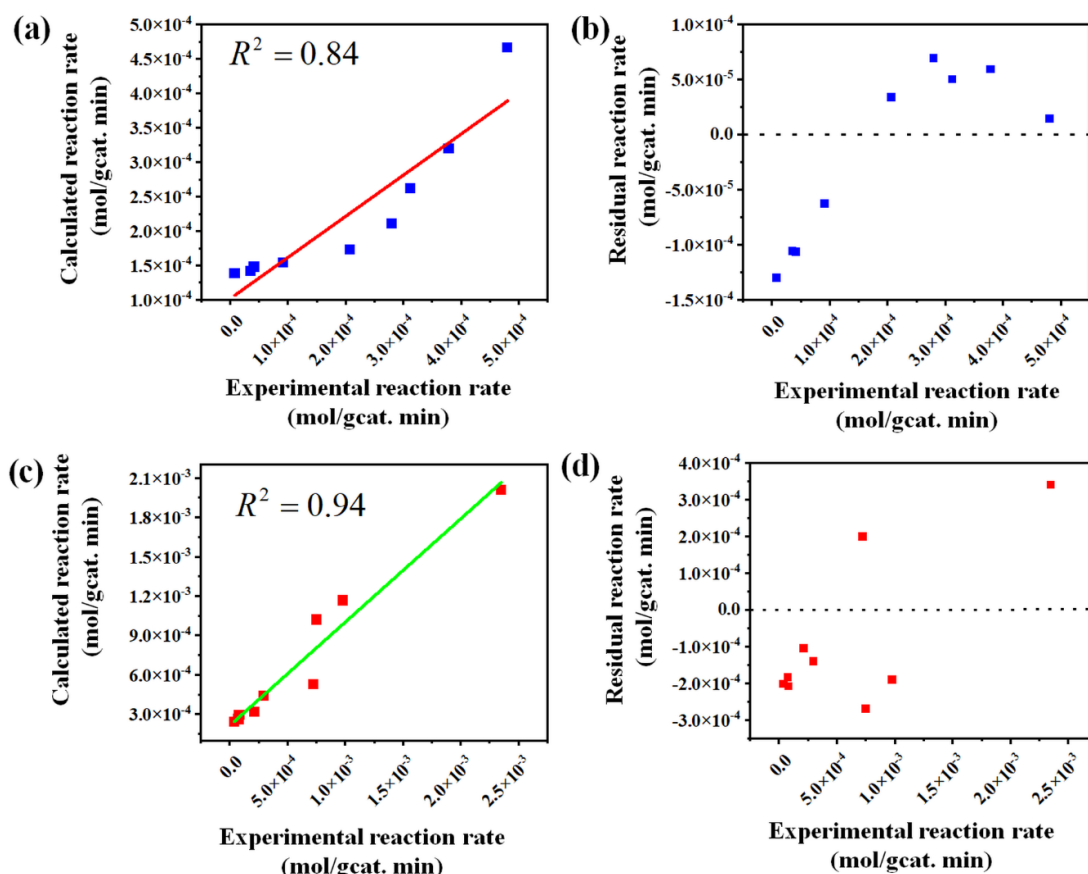 (a)
R² = 0.84
Calculated reaction rate
(mol/gcat. min)
5.0×10⁻⁴
4.5×10⁻⁴
4.0×10⁻⁴
3.5×10⁻⁴
3.0×10⁻⁴
2.5×10⁻⁴
2.0×10⁻⁴
1.5×10⁻⁴
1.0×10⁻⁴
0.0
1.0×10⁻⁴
2.0×10⁻⁴
3.0×10⁻⁴
4.0×10⁻⁴
5.0×10⁻⁴
Experimental reaction rate
(mol/gcat. min)
(b)
Residual reaction rate
(mol/gcat. min)
1.0×10⁻⁴
5.0×10⁻⁵
0.0
-5.0×10⁻⁵
-1.0×10⁻⁴
-1.5×10⁻⁴
0.0
1.0×10⁻⁴
2.0×10⁻⁴
3.0×10⁻⁴
4.0×10⁻⁴
5.0×10⁻⁴
Experimental reaction rate
(mol/gcat. min)
(c)
R² = 0.94
Calculated reaction rate
(mol/gcat. min)
2.1×10⁻³
1.8×10⁻³
1.5×10⁻³
1.2×10⁻³
9.0×10⁻⁴
6.0×10⁻⁴
3.0×10⁻⁴
0.0
5.0×10⁻⁴
1.0×10⁻³
1.5×10⁻³
2.0×10⁻³
2.5×10⁻³
Experimental reaction rate
(mol/gcat. min)
(d)
Residual reaction rate
(mol/gcat. min)
4.0×10⁻⁴
3.0×10⁻⁴
2.0×10⁻⁴
1.0×10⁻⁴
0.0
-1.0×10⁻⁴
-2.0×10⁻⁴
-3.0×10⁻⁴
0.0
5.0×10⁻⁴
1.0×10⁻³
1.5×10⁻³
2.0×10⁻³
2.5×10⁻³
Experimental reaction rate
(mol/gcat. min)